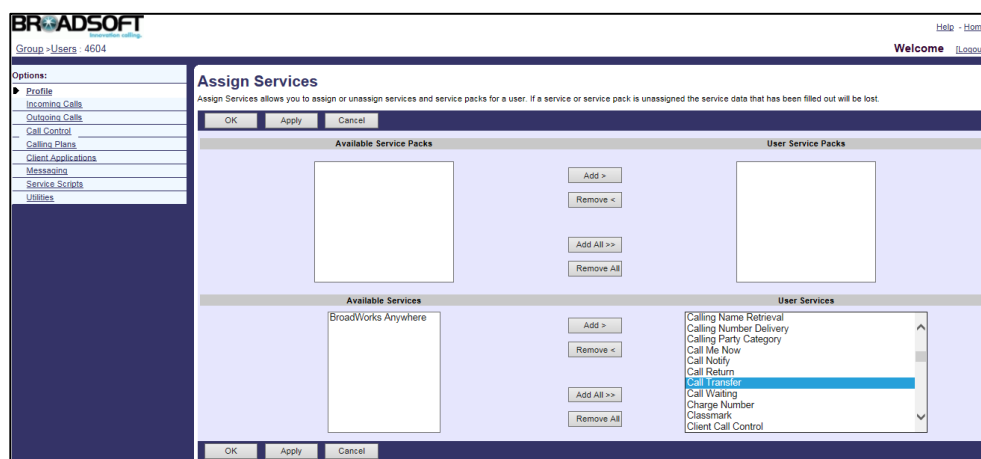 BROADSOFT
Innovation calling.
Help - Hom
Group >Users : 4604
Welcome [Logou
Options:
Profile
Incoming Calls
Outgoing Calls
Call Control
Calling Plans
Client Applications
Messaging
Service Scripts
Utilities
Assign Services
Assign Services allows you to assign or unassign services and service packs for a user. If a service or service pack is unassigned the service data that has been filled out will be lost.
OK Apply Cancel
Available Service Packs
User Service Packs
Add >
Remove <
Add All >>
Remove All
Available Services
User Services
BroadWorks Anywhere
Add >
Remove <
Add All >>
Remove All
Calling Name Retrieval
Calling Number Delivery
Calling Party Category
Call Me Now
Call Notify
Call Return
Call Transfer
Call Waiting
Charge Number
Classmark
Client Call Control
OK Apply Cancel